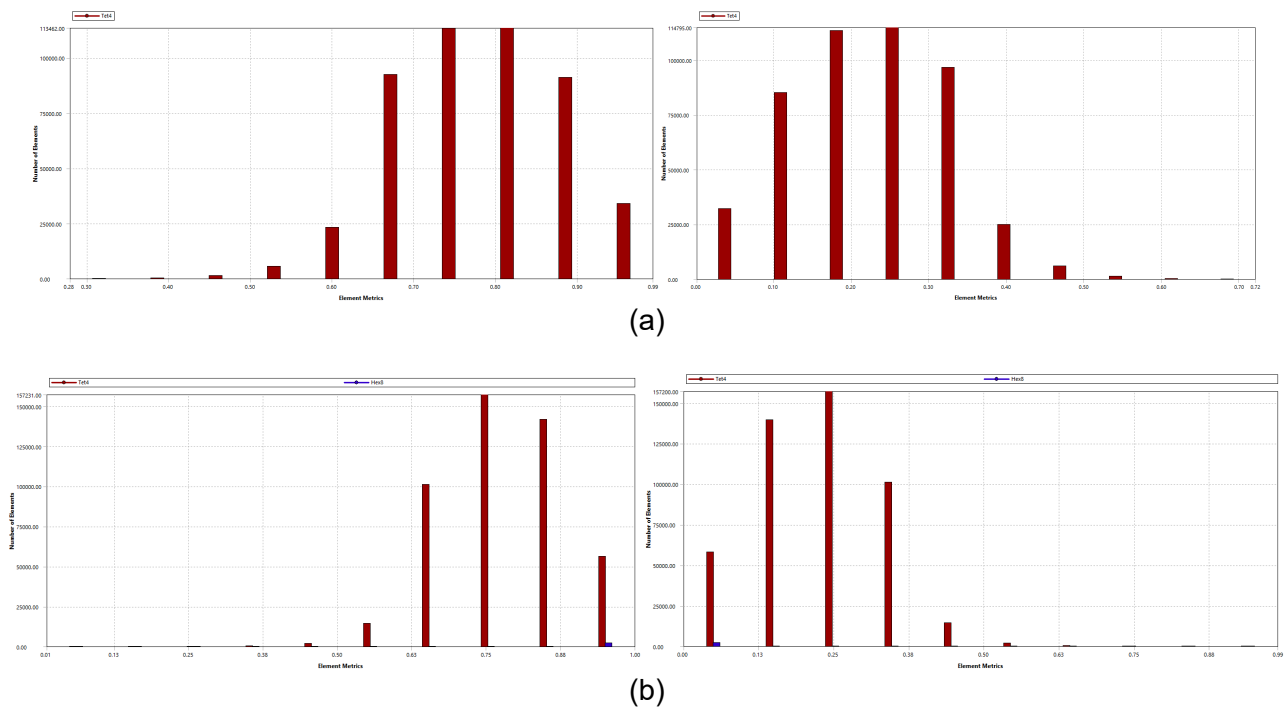 Tet4
113462.00
100000.00
75000.00
50000.00
25000.00
0.00
Number of Elements
0.28 0.30 0.40 0.50 0.60 0.70 0.80 0.90 0.99
Element Metrics
Tet4
114795.00
100000.00
75000.00
50000.00
25000.00
0.00
Number of Elements
0.00 0.10 0.20 0.30 0.40 0.50 0.60 0.70 0.72
Element Metrics
(a)
Tet4 Hex8
157231.00
150000.00
125000.00
100000.00
75000.00
50000.00
25000.00
0.00
Number of Elements
0.01 0.13 0.25 0.38 0.50 0.63 0.75 0.88 1.00
Element Metrics
Tet4 Hex8
157200.00
150000.00
125000.00
100000.00
75000.00
50000.00
25000.00
0.00
Number of Elements
0.00 0.13 0.25 0.38 0.50 0.63 0.75 0.88 0.99
Element Metrics
(b)